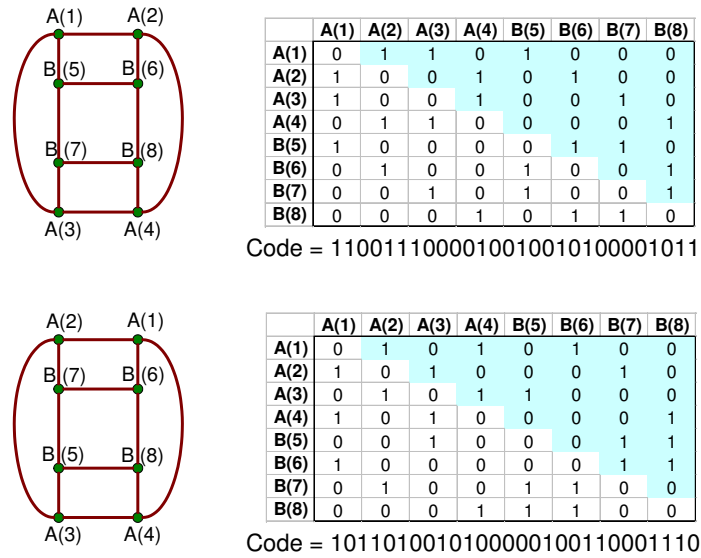 A(1) A(2)
B (5) B (6)
B (7) B (8)
A(3) A(4)
A(1) A(2) A(3) A(4) B(5) B(6) B(7) B(8)
A(1) 0 1 1 0 1 0 0 0
A(2) 1 0 0 1 0 1 0 0
A(3) 1 0 0 1 0 0 1 0
A(4) 0 1 1 0 0 0 0 1
B(5) 1 0 0 0 0 1 1 0
B(6) 0 1 0 0 1 0 0 1
B(7) 0 0 1 0 1 0 0 1
B(8) 0 0 0 1 0 1 1 0
Code = 1100111000010010010100001011
A(2) A(1)
B (7) B (6)
B (5) B (8)
A(3) A(4)
A(1) A(2) A(3) A(4) B(5) B(6) B(7) B(8)
A(1) 0 1 0 1 0 1 0 0
A(2) 1 0 1 0 0 0 1 0
A(3) 0 1 0 1 1 0 0 0
A(4) 1 0 1 0 0 0 0 1
B(5) 0 0 1 0 0 0 1 1
B(6) 1 0 0 0 0 0 1 1
B(7) 0 1 0 0 1 1 0 0
B(8) 0 0 0 1 1 1 0 0
Code = 1011010010100000100110001110